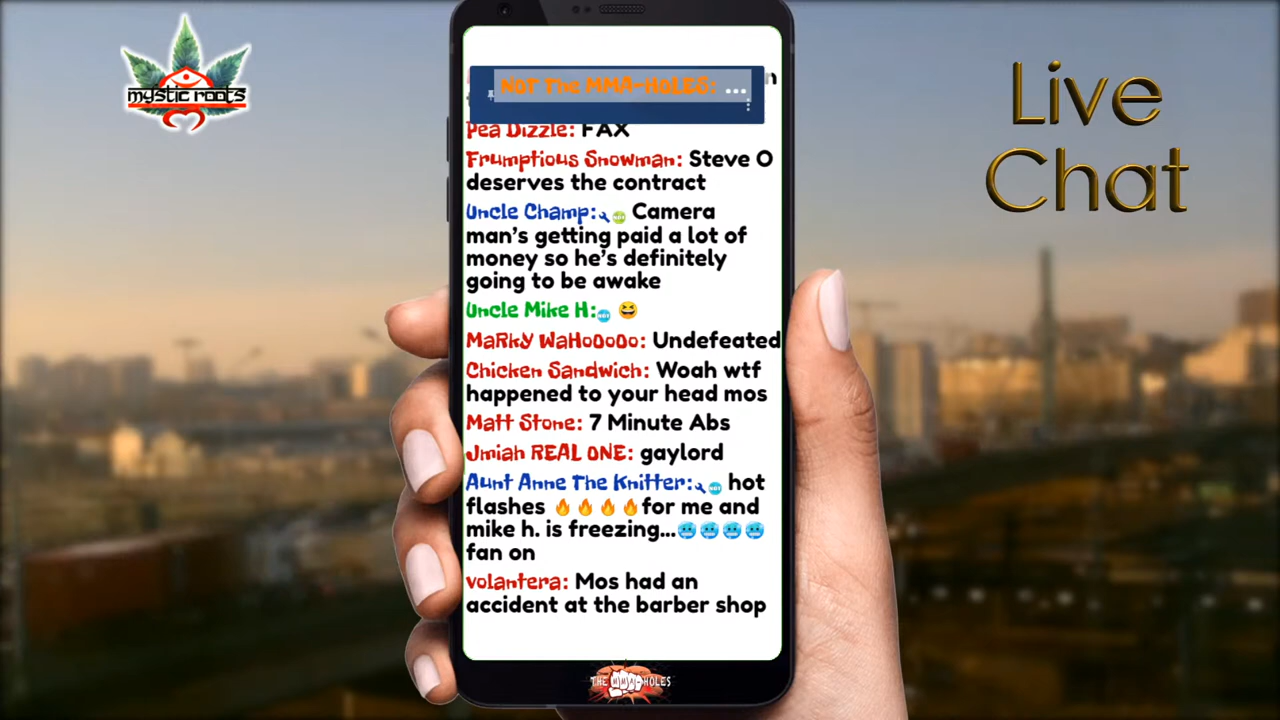 mystic roots
Live
Chat
NOT The MMA-HOLES: ...
Pea Dizzle: FAX
Frumptious Snowman: Steve O
deserves the contract
Uncle Champ: Camera
man's getting paid a lot of
money so he's definitely
going to be awake
Uncle Mike H: 😆
MaRKy WaHoOoOo: Undefeated
Chicken Sandwich: Woah wtf
happened to your head mos
Matt Stone: 7 Minute Abs
Jmiah REAL ONE: gaylord
Aunt Anne The Knitter: hot
flashes 🔥🔥🔥🔥for me and
mike h. is freezing...🥶🥶🥶🥶
fan on
volantera: Mos had an
accident at the barber shop
THE MMA-HOLES